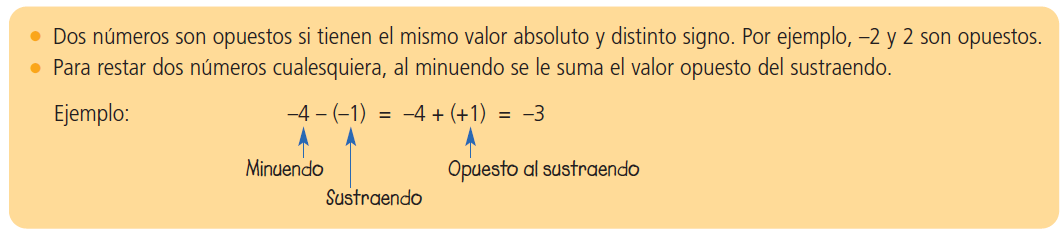 • Dos números son opuestos si tienen el mismo valor absoluto y distinto signo. Por ejemplo, –2 y 2 son opuestos.
• Para restar dos números cualesquiera, al minuendo se le suma el valor opuesto del sustraendo.
Ejemplo: –4 – (–1) = –4 + (+1) = –3
Minuendo Opuesto al sustraendo
Sustraendo